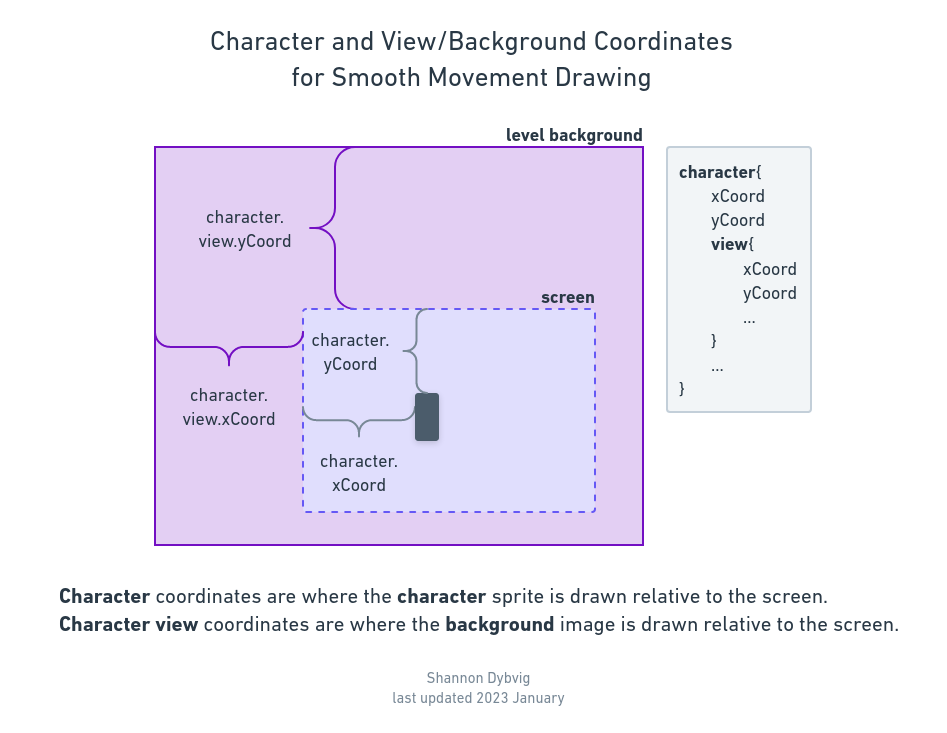 Character and View/Background Coordinates
for Smooth Movement Drawing
level background
character.
view.yCoord
screen
character.
yCoord
character.
view.xCoord
character.
xCoord
character{
xCoord
yCoord
view{
xCoord
yCoord
...
}
...
}
Character coordinates are where the character sprite is drawn relative to the screen.
Character view coordinates are where the background image is drawn relative to the screen.
Shannon Dybvig
last updated 2023 January